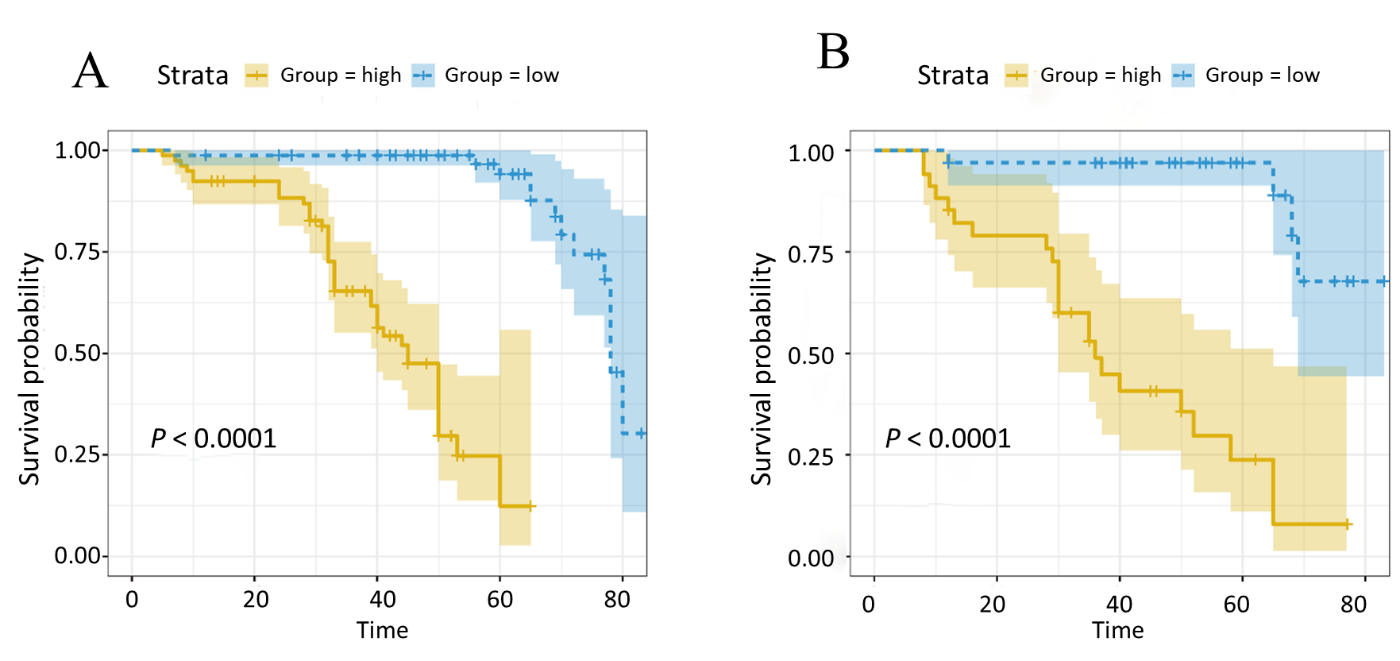 A
Strata Group = high Group = low
1.00
0.75
0.50
0.25
0.00
Survival probability
P < 0.0001
0 20 40 60 80
Time
B
Strata Group = high Group = low
1.00
0.75
0.50
0.25
0.00
Survival probability
P < 0.0001
0 20 40 60 80
Time